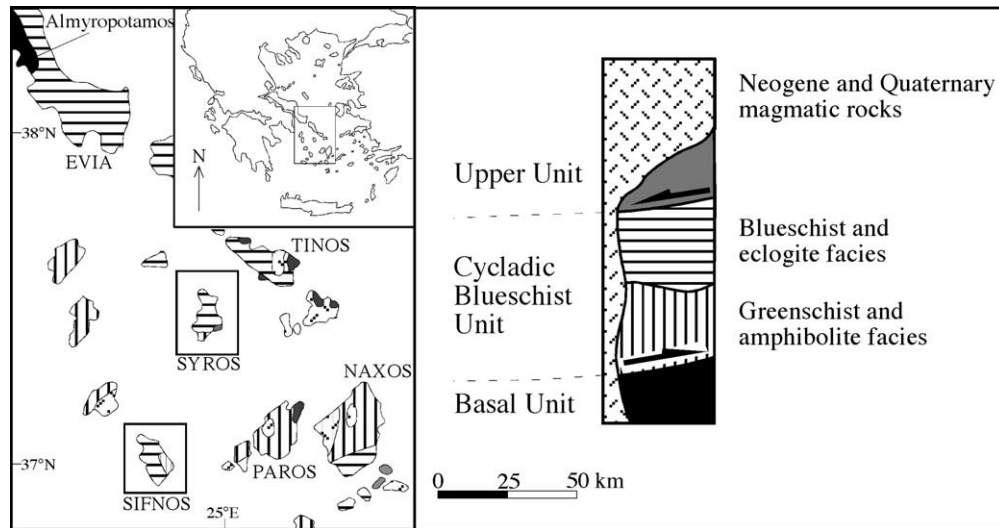 Almyropotamos
38°N
EVIA
N
TINOS
SYROS
NAXOS
37°N
PAROS
SIFNOS
25°E
Neogene and Quaternary
magmatic rocks
Upper Unit
Blueschist and
eclogite facies
Cycladic
Blueschist
Unit
Greenschist and
amphibolite facies
Basal Unit
0 25 50 km